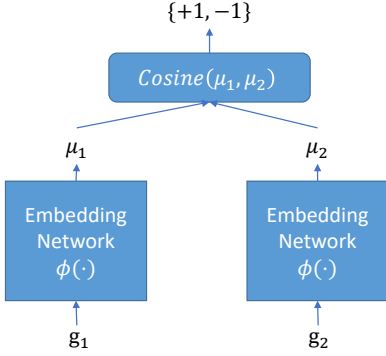 {+1, −1}
Cosine(μ₁, μ₂)
μ₁
μ₂
Embedding
Network
ϕ(·)
Embedding
Network
ϕ(·)
g₁
g₂